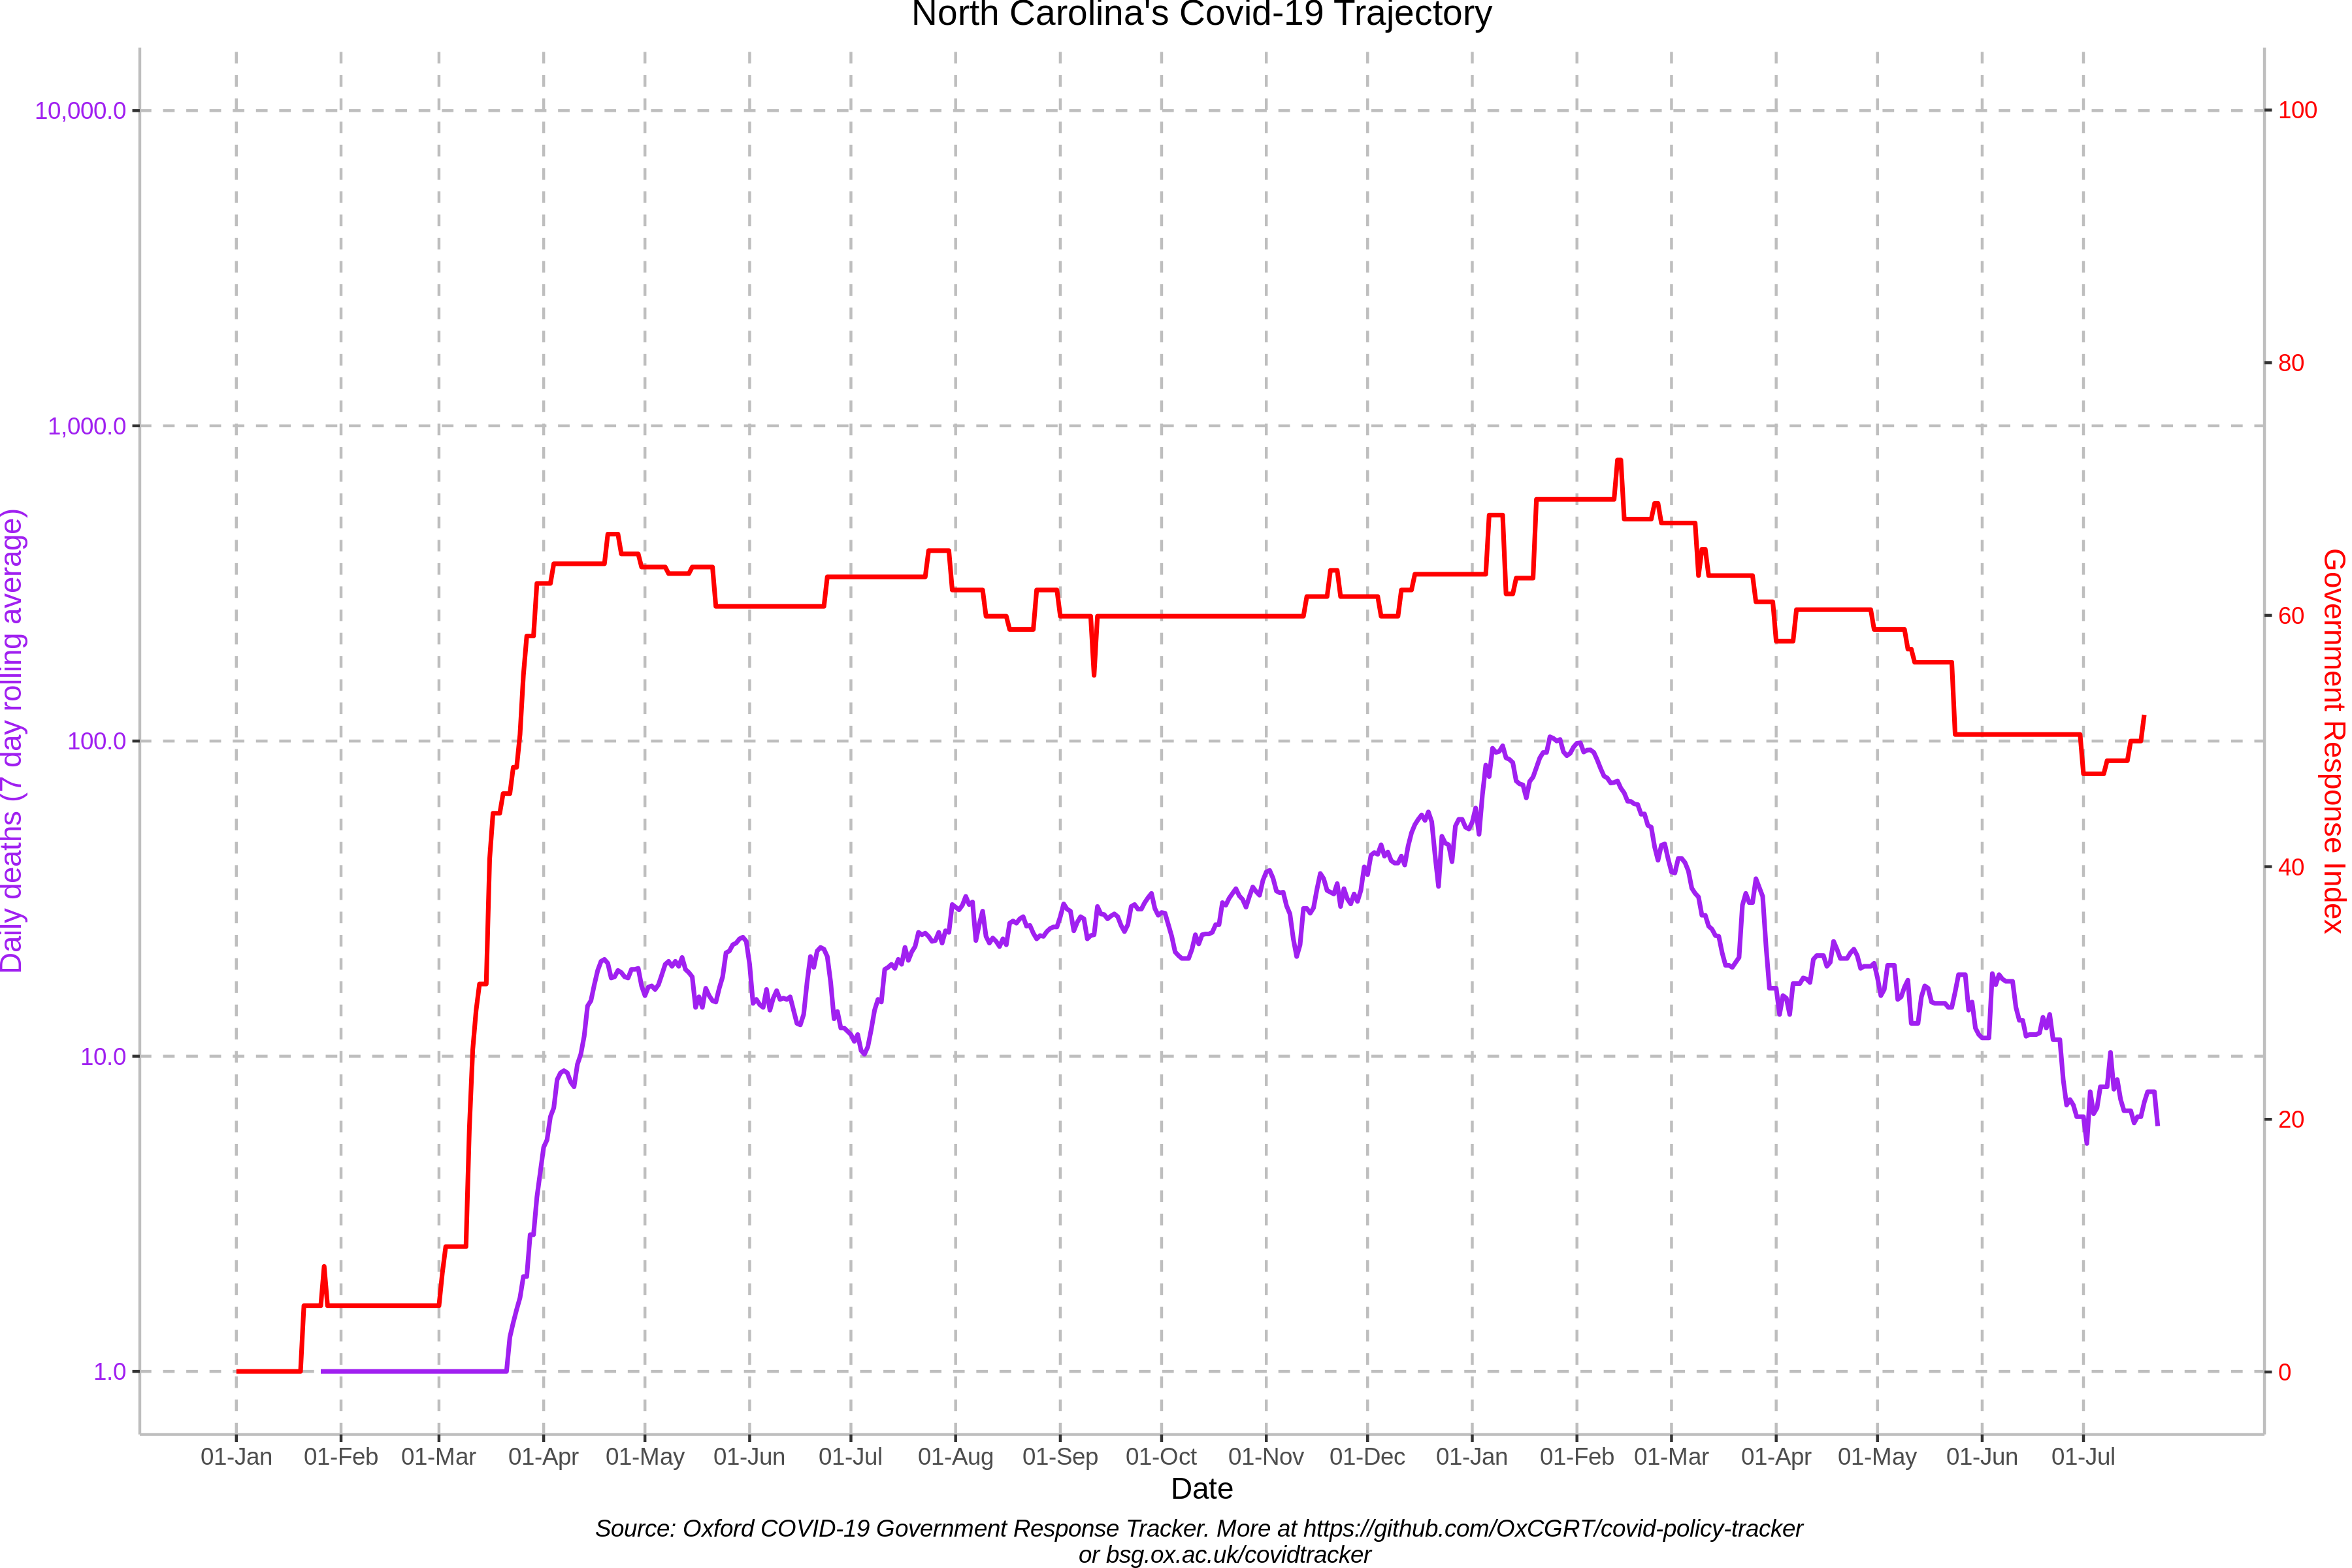 North Carolina's Covid-19 Trajectory
10,000.0
1,000.0
100.0
10.0
1.0
Daily deaths (7 day rolling average)
100
80
60
40
20
0
Government Response Index
01-Jan 01-Feb 01-Mar 01-Apr 01-May 01-Jun 01-Jul 01-Aug 01-Sep 01-Oct 01-Nov 01-Dec 01-Jan 01-Feb 01-Mar 01-Apr 01-May 01-Jun 01-Jul
Date
Source: Oxford COVID-19 Government Response Tracker. More at https://github.com/OxCGRT/covid-policy-tracker
or bsg.ox.ac.uk/covidtracker